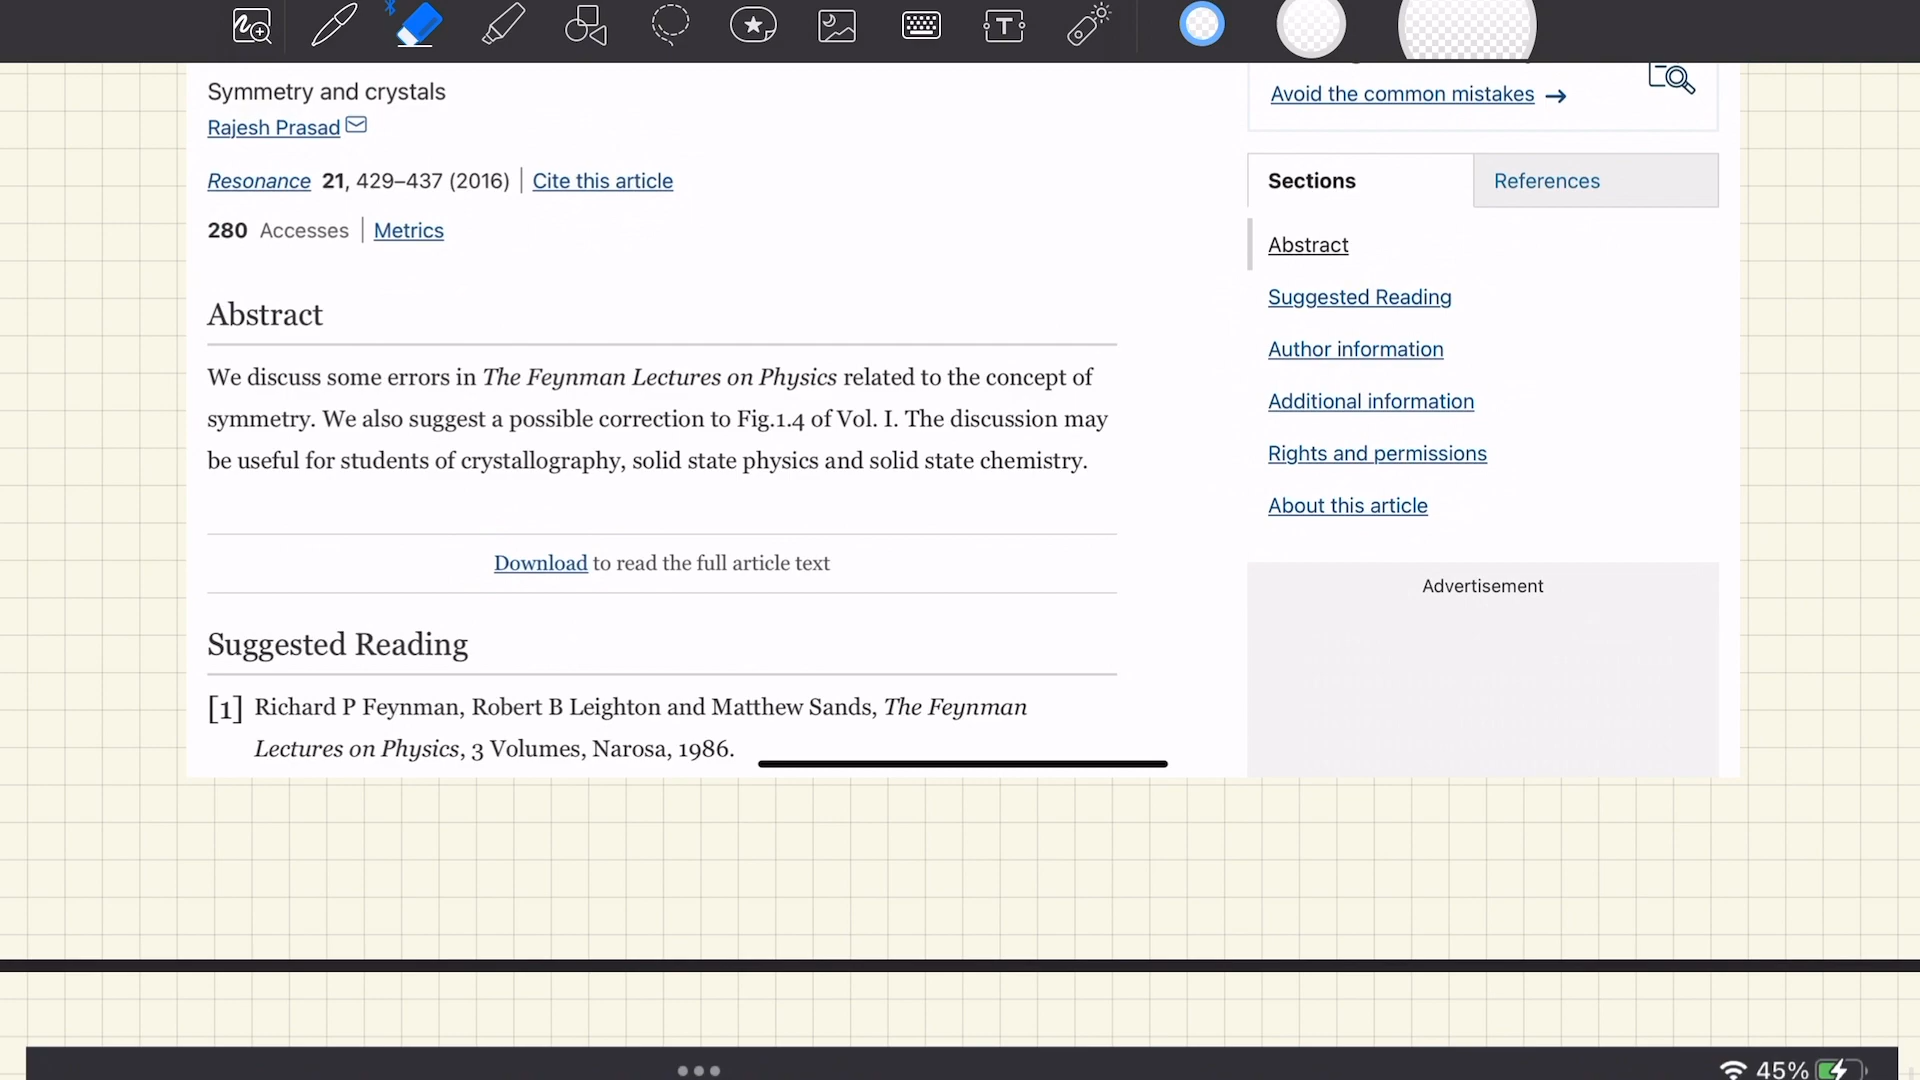 Symmetry and crystals
Rajesh Prasad
Resonance 21, 429–437 (2016) | Cite this article
280 Accesses | Metrics
Abstract
We discuss some errors in The Feynman Lectures on Physics related to the concept of
symmetry. We also suggest a possible correction to Fig.1.4 of Vol. I. The discussion may
be useful for students of crystallography, solid state physics and solid state chemistry.
Download to read the full article text
Suggested Reading
[1] Richard P Feynman, Robert B Leighton and Matthew Sands, The Feynman
Lectures on Physics, 3 Volumes, Narosa, 1986.
Avoid the common mistakes →
Sections
References
Abstract
Suggested Reading
Author information
Additional information
Rights and permissions
About this article
Advertisement
45%